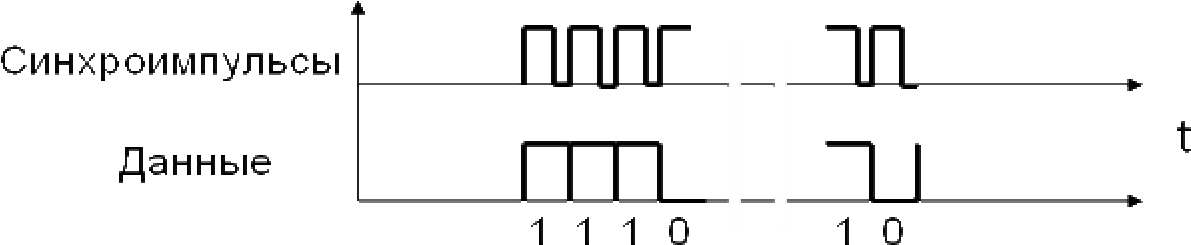 Синхроимпульсы
t
Данные
1 1 1 0 1 0